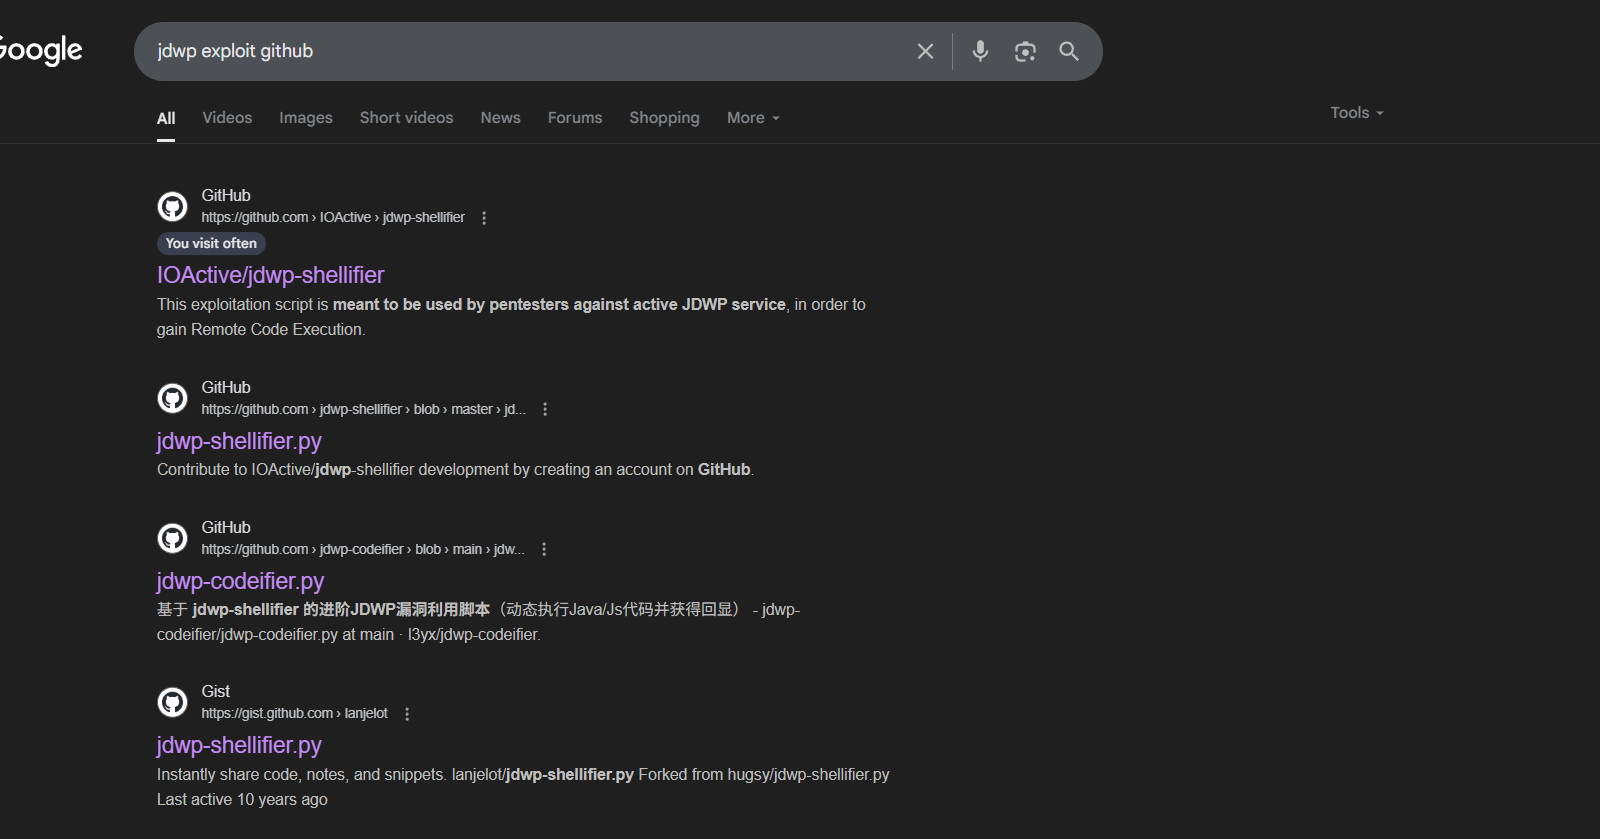 Google
jdwp exploit github
All Videos Images Short videos News Forums Shopping More Tools
GitHub
https://github.com › IOActive › jdwp-shellifier
You visit often
IOActive/jdwp-shellifier
This exploitation script is meant to be used by pentesters against active JDWP service, in order to
gain Remote Code Execution.
GitHub
https://github.com › jdwp-shellifier › blob › master › jd...
jdwp-shellifier.py
Contribute to IOActive/jdwp-shellifier development by creating an account on GitHub.
GitHub
https://github.com › jdwp-codeifier › blob › main › jdw...
jdwp-codeifier.py
基于 jdwp-shellifier 的进阶JDWP漏洞利用脚本（动态执行Java/Js代码并获得回显） - jdwp-
codeifier/jdwp-codeifier.py at main · l3yx/jdwp-codeifier.
Gist
https://gist.github.com › lanjelot
jdwp-shellifier.py
Instantly share code, notes, and snippets. lanjelot/jdwp-shellifier.py Forked from hugsy/jdwp-shellifier.py
Last active 10 years ago